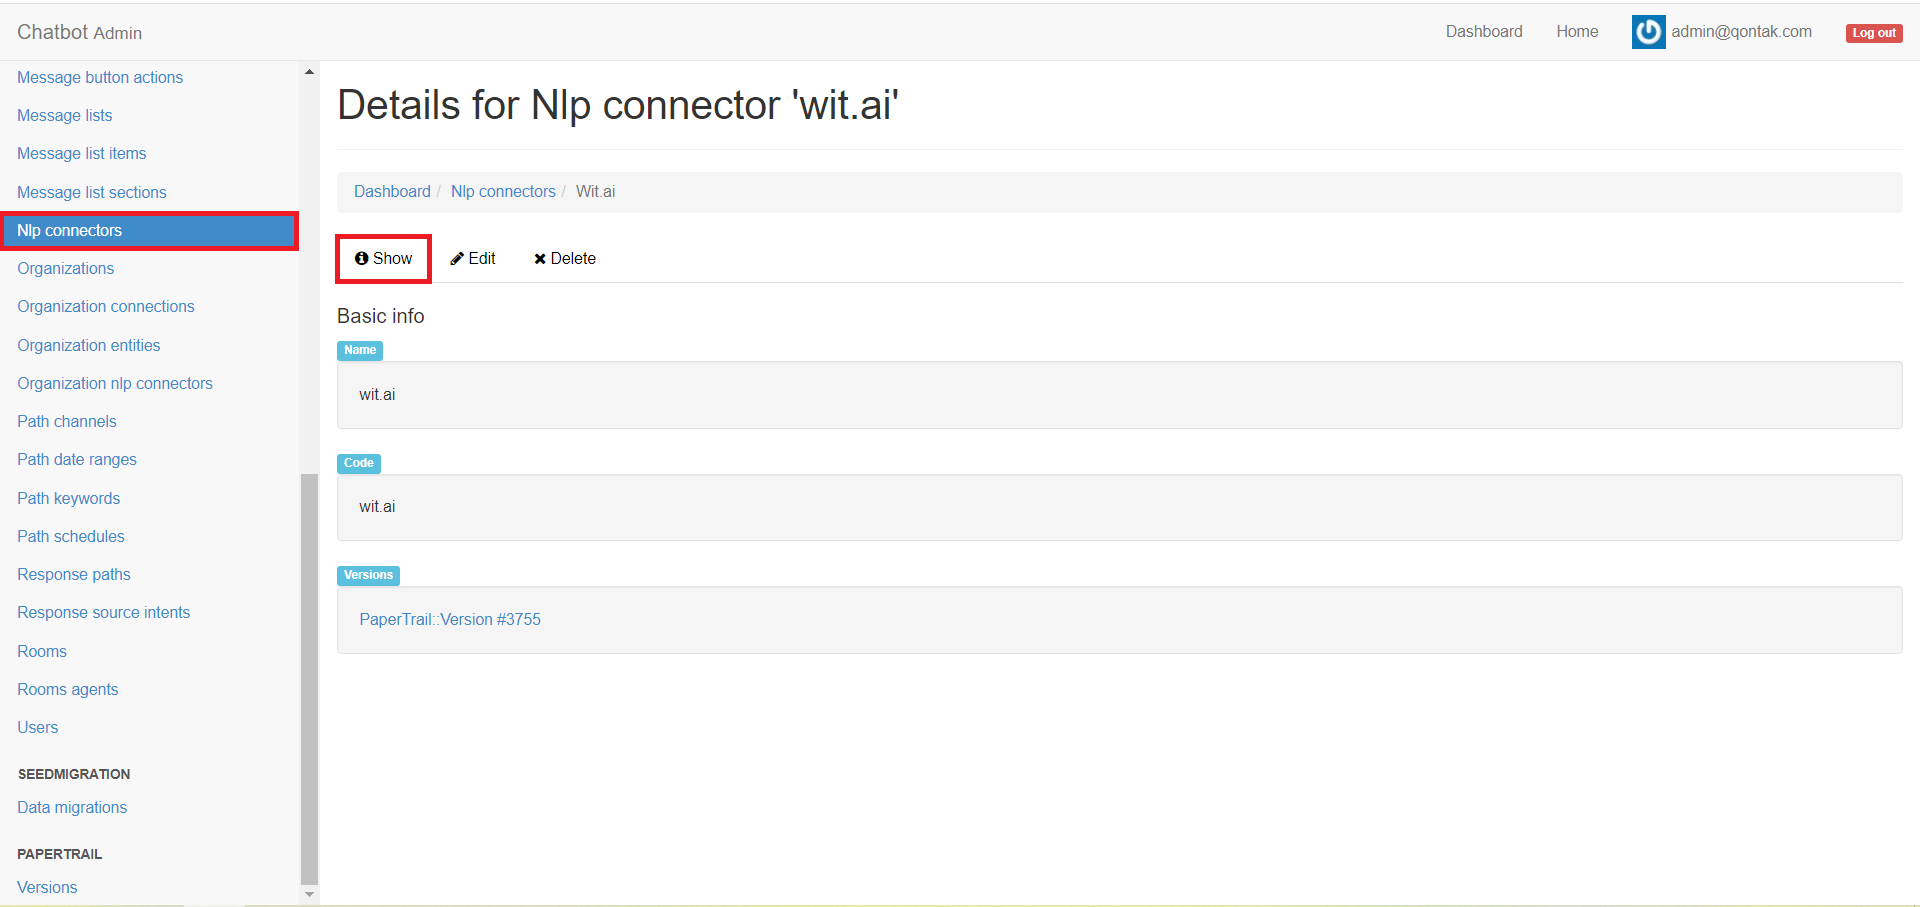 Chatbot Admin
Dashboard
Home
admin@qontak.com
Log out
Message button actions
Message lists
Message list items
Message list sections
Nlp connectors
Organizations
Organization connections
Organization entities
Organization nlp connectors
Path channels
Path date ranges
Path keywords
Path schedules
Response paths
Response source intents
Rooms
Rooms agents
Users
SEEDMIGRATION
Data migrations
PAPERTRAIL
Versions
Details for Nlp connector 'wit.ai'
Dashboard / Nlp connectors / Wit.ai
Show
Edit
Delete
Basic info
Name
wit.ai
Code
wit.ai
Versions
PaperTrail::Version #3755